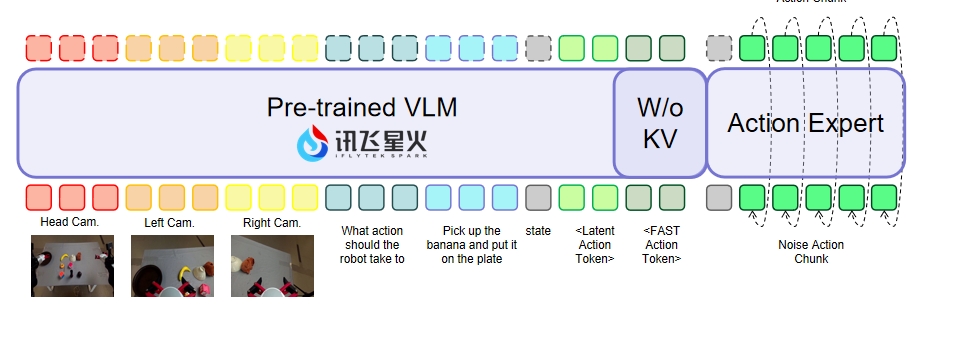 Action Chunk
Pre-trained VLM
讯飞星火
IFLYTEK SPARK
W/o
KV
Action Expert
Head Cam.
Left Cam.
Right Cam.
What action
should the
robot take to
Pick up the
banana and put it
on the plate
state
<Latent
Action
Token>
<FAST
Action
Token>
Noise Action
Chunk